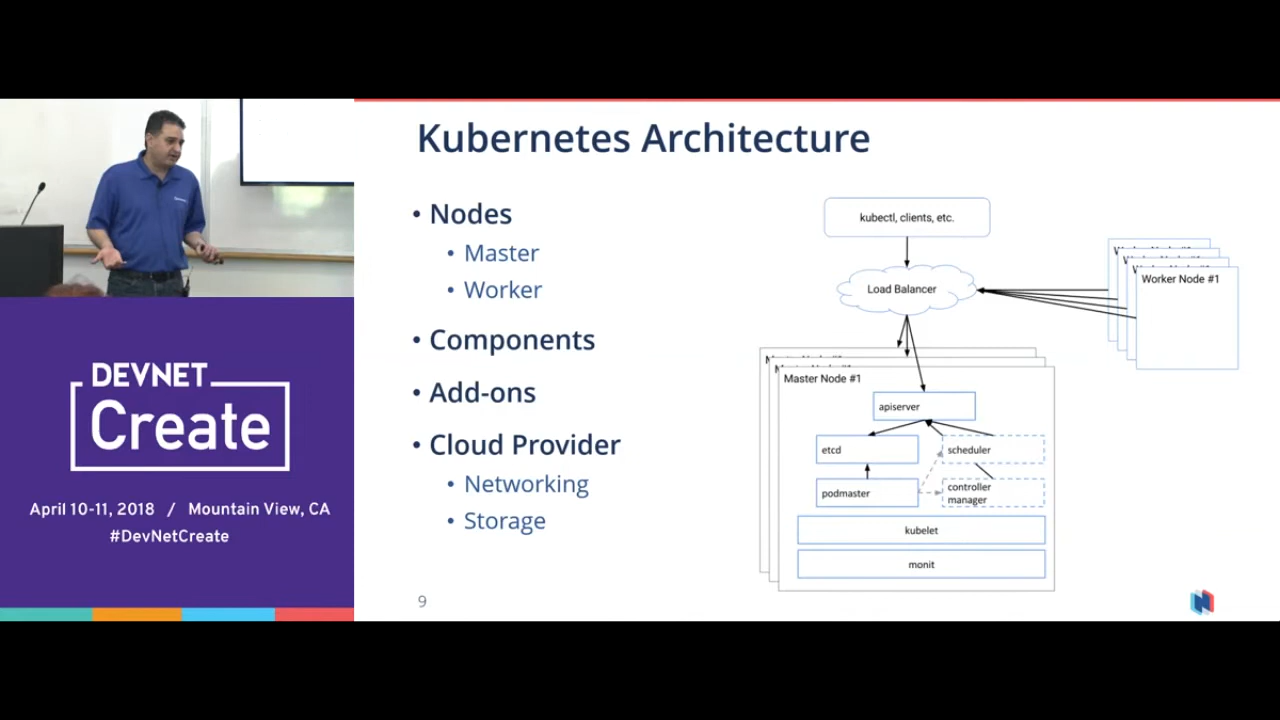 Kubernetes Architecture
• Nodes
• Master
• Worker
• Components
• Add-ons
• Cloud Provider
• Networking
• Storage
9
kubectl, clients, etc.
Load Balancer
Worker Node #1
Master Node #1
apiserver
etcd
scheduler
podmaster
controller
manager
kubelet
monit
DEVNET
Create
April 10-11, 2018 / Mountain View, CA
#DevNetCreate